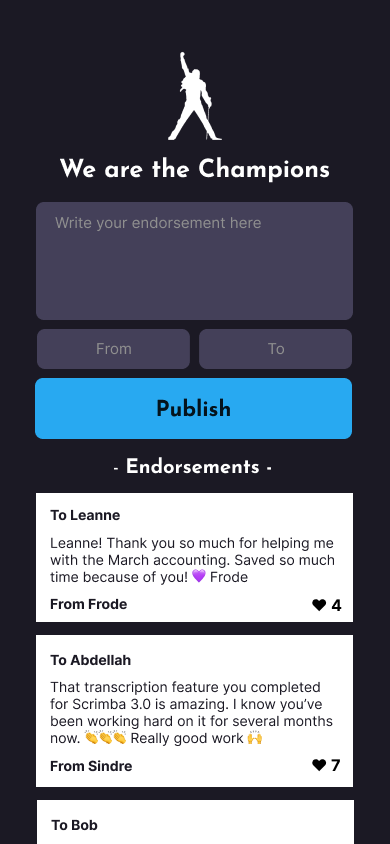 We are the Champions
Write your endorsement here
From
To
Publish
- Endorsements -
To Leanne
Leanne! Thank you so much for helping me
with the March accounting. Saved so much
time because of you! 💜 Frode
From Frode
♥ 4
To Abdellah
That transcription feature you completed
for Scrimba 3.0 is amazing. I know you’ve
been working hard on it for several months
now. 👏👏👏 Really good work 🙌
From Sindre
♥ 7
To Bob